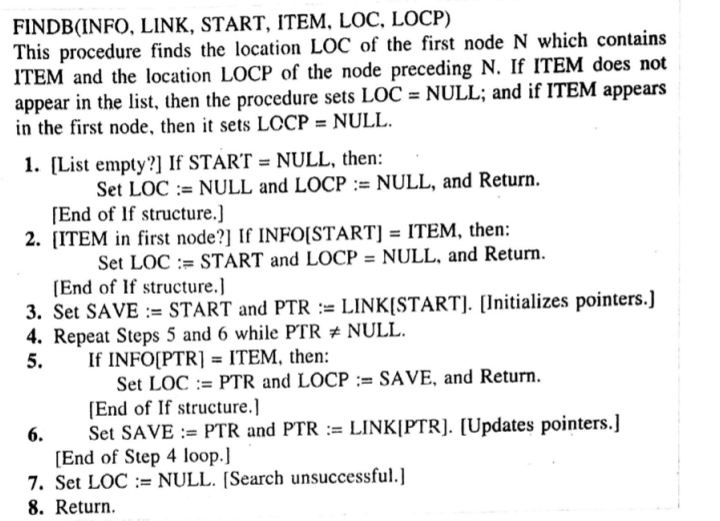 FINDB(INFO, LINK, START, ITEM, LOC, LOCP)
This procedure finds the location LOC of the first node N which contains
ITEM and the location LOCP of the node preceding N. If ITEM does not
appear in the list, then the procedure sets LOC = NULL; and if ITEM appears
in the first node, then it sets LOCP = NULL.
1. [List empty?] If START = NULL, then:
Set LOC := NULL and LOCP := NULL, and Return.
[End of If structure.]
2. [ITEM in first node?] If INFO[START] = ITEM, then:
Set LOC := START and LOCP = NULL, and Return.
[End of If structure.]
3. Set SAVE := START and PTR := LINK[START]. [Initializes pointers.]
4. Repeat Steps 5 and 6 while PTR ≠ NULL.
5. If INFO[PTR] = ITEM, then:
Set LOC := PTR and LOCP := SAVE, and Return.
[End of If structure.]
6. Set SAVE := PTR and PTR := LINK[PTR]. [Updates pointers.]
[End of Step 4 loop.]
7. Set LOC := NULL. [Search unsuccessful.]
8. Return.